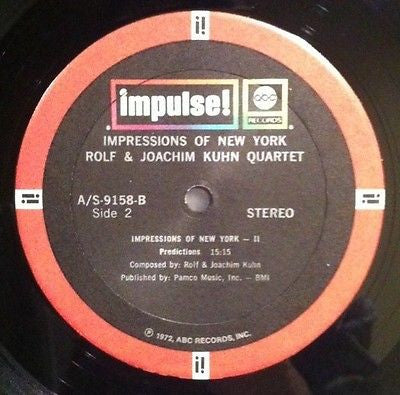 i!
impulse!
abc
RECORDS
IMPRESSIONS OF NEW YORK
ROLF & JOACHIM KUHN QUARTET
A/S-9158-B
Side 2
STEREO
i!i
i!i
IMPRESSIONS OF NEW YORK — II
Predictions 15:15
Composed by: Rolf & Joachim Kuhn
Published by: Pamco Music, Inc. — BMI
℗ 1972, ABC RECORDS, INC.
i!